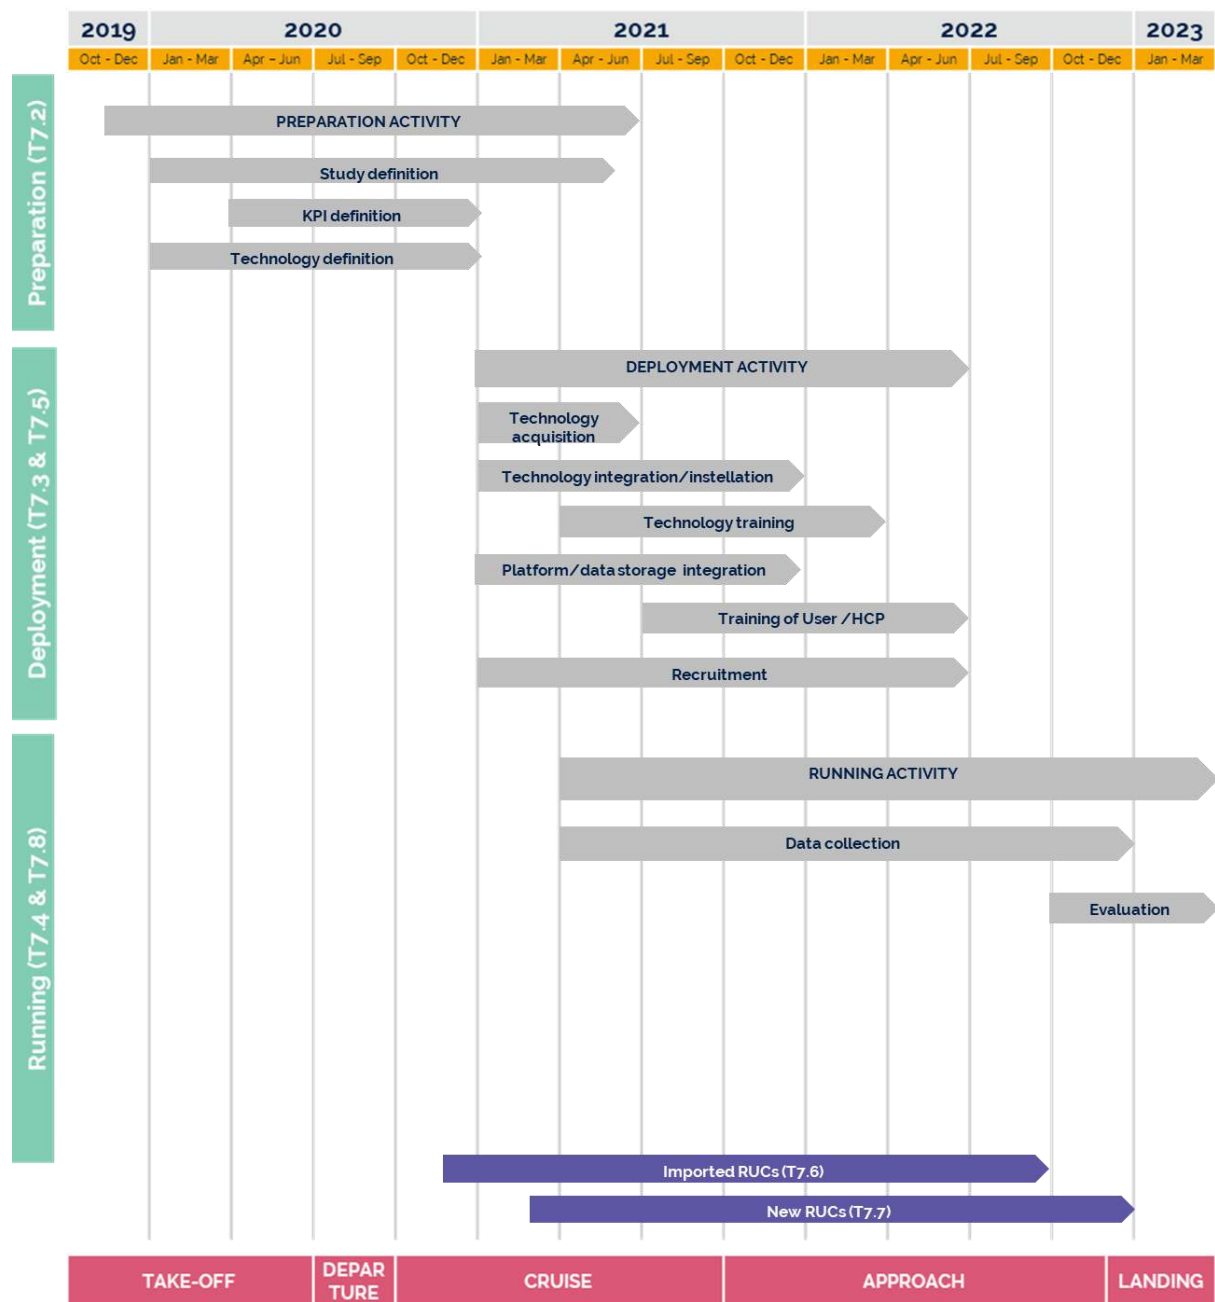 2019 2020 2021 2022 2023
Oct - Dec Jan - Mar Apr – Jun Jul - Sep Oct - Dec Jan - Mar Apr - Jun Jul - Sep Oct - Dec Jan - Mar Apr - Jun Jul - Sep Oct - Dec Jan - Mar
Preparation (T7.2)
PREPARATION ACTIVITY
Study definition
KPI definition
Technology definition
Deployment (T7.3 & T7.5)
DEPLOYMENT ACTIVITY
Technology
acquisition
Technology integration/instellation
Technology training
Platform/data storage integration
Training of User /HCP
Recruitment
Running (T7.4 & T7.8)
RUNNING ACTIVITY
Data collection
Evaluation
Imported RUCs (T7.6)
New RUCs (T7.7)
TAKE-OFF
DEPAR
TURE
CRUISE
APPROACH
LANDING